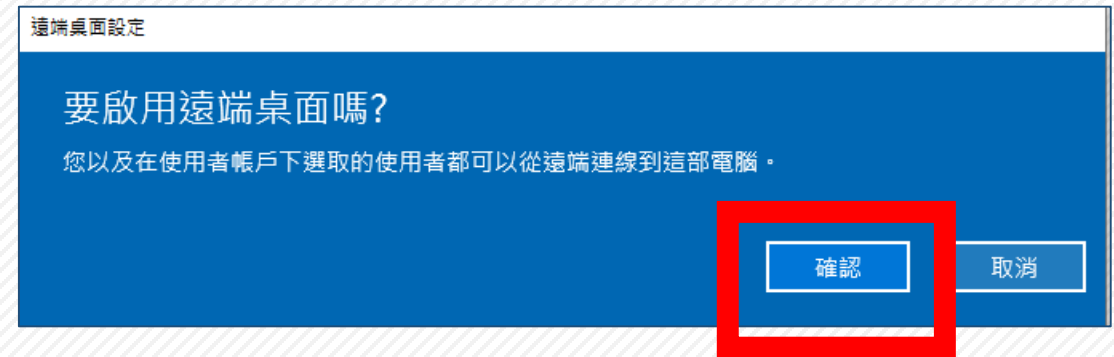 遠端桌面設定
要啟用遠端桌面嗎?
您以及在使用者帳戶下選取的使用者都可以從遠端連線到這部電腦。
確認
取消